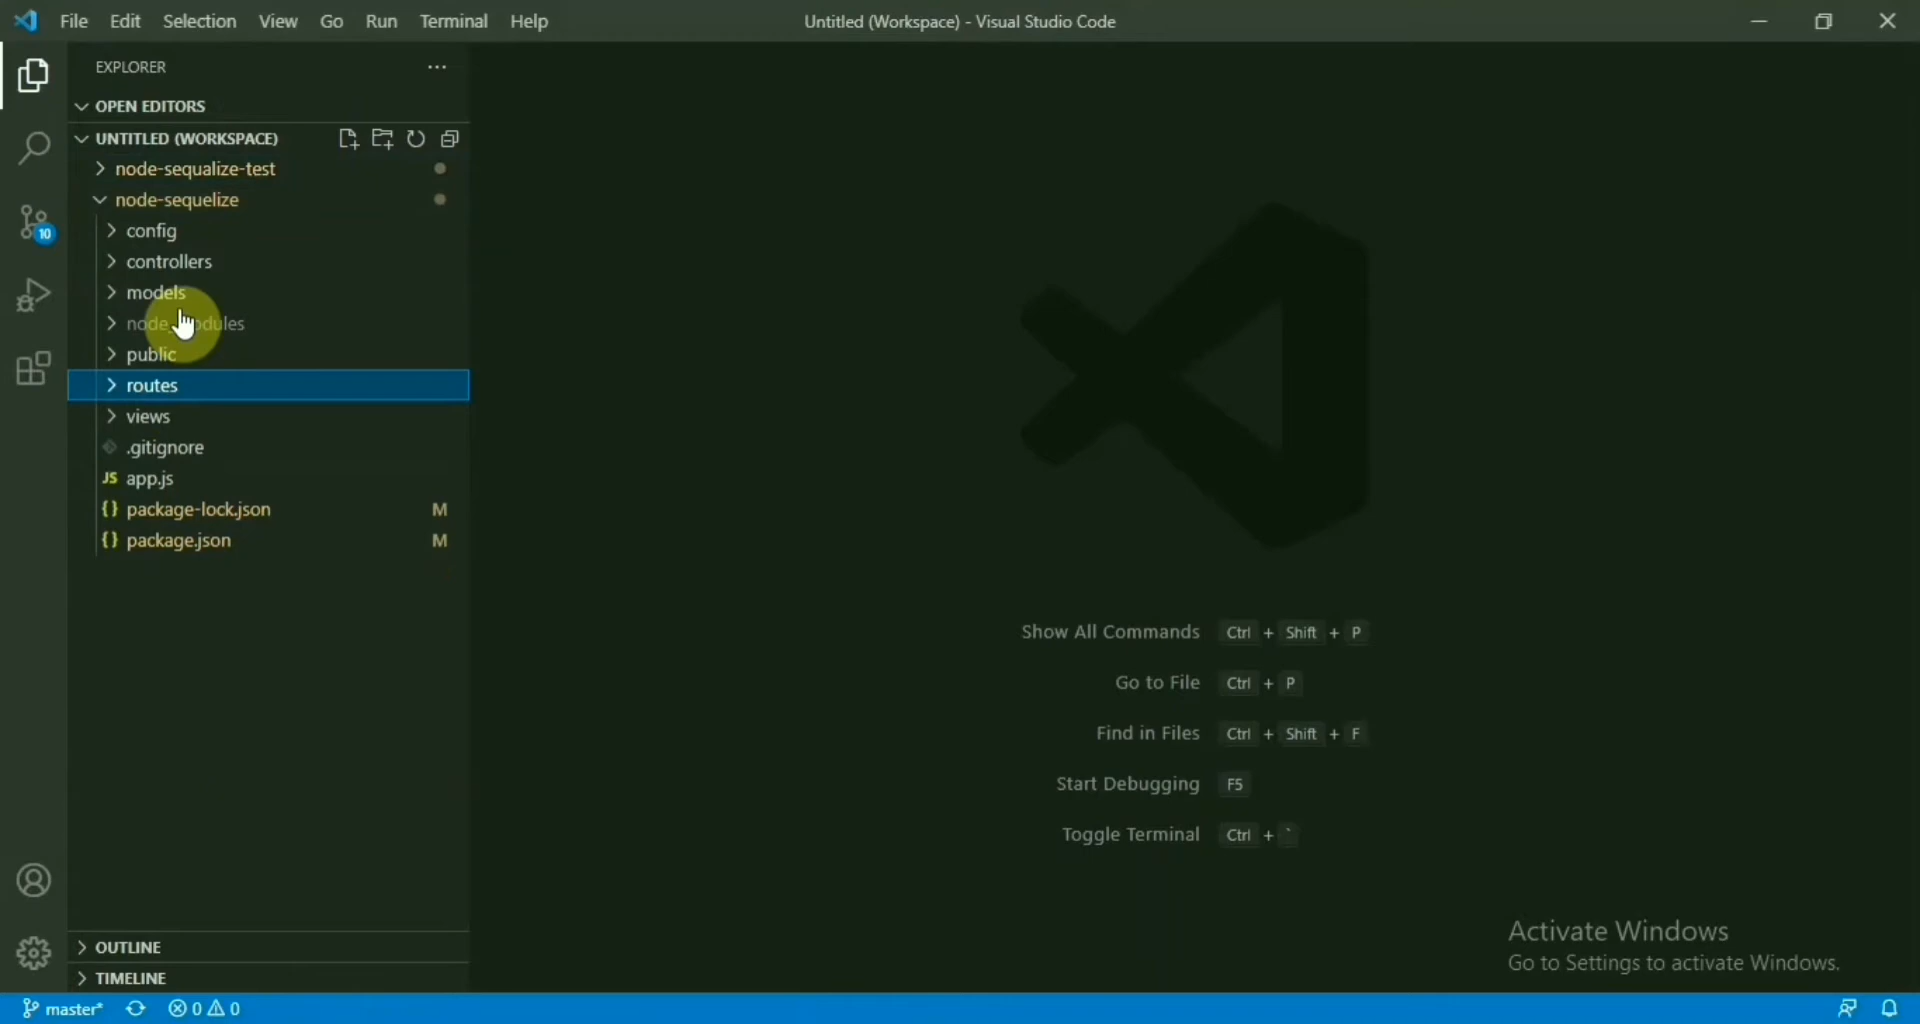 File Edit Selection View Go Run Terminal Help
Untitled (Workspace) - Visual Studio Code
EXPLORER
OPEN EDITORS
UNTITLED (WORKSPACE)
node-sequalize-test
node-sequelize
config
controllers
models
public
routes
views
.gitignore
JS app.js
{} package-lock.json M
{} package.json M
10
Show All Commands Ctrl + Shift + P
Go to File Ctrl + P
Find in Files Ctrl + Shift + F
Start Debugging F5
Toggle Terminal Ctrl + `
Activate Windows
Go to Settings to activate Windows.
OUTLINE
TIMELINE
master* 0 0